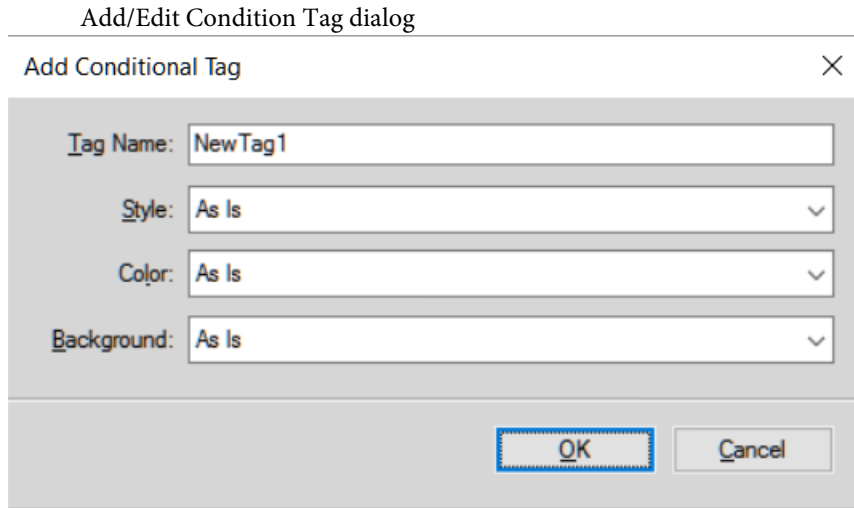 Add/Edit Condition Tag dialog
Add Conditional Tag
Tag Name: NewTag1
Style: As Is
Color: As Is
Background: As Is
OK Cancel